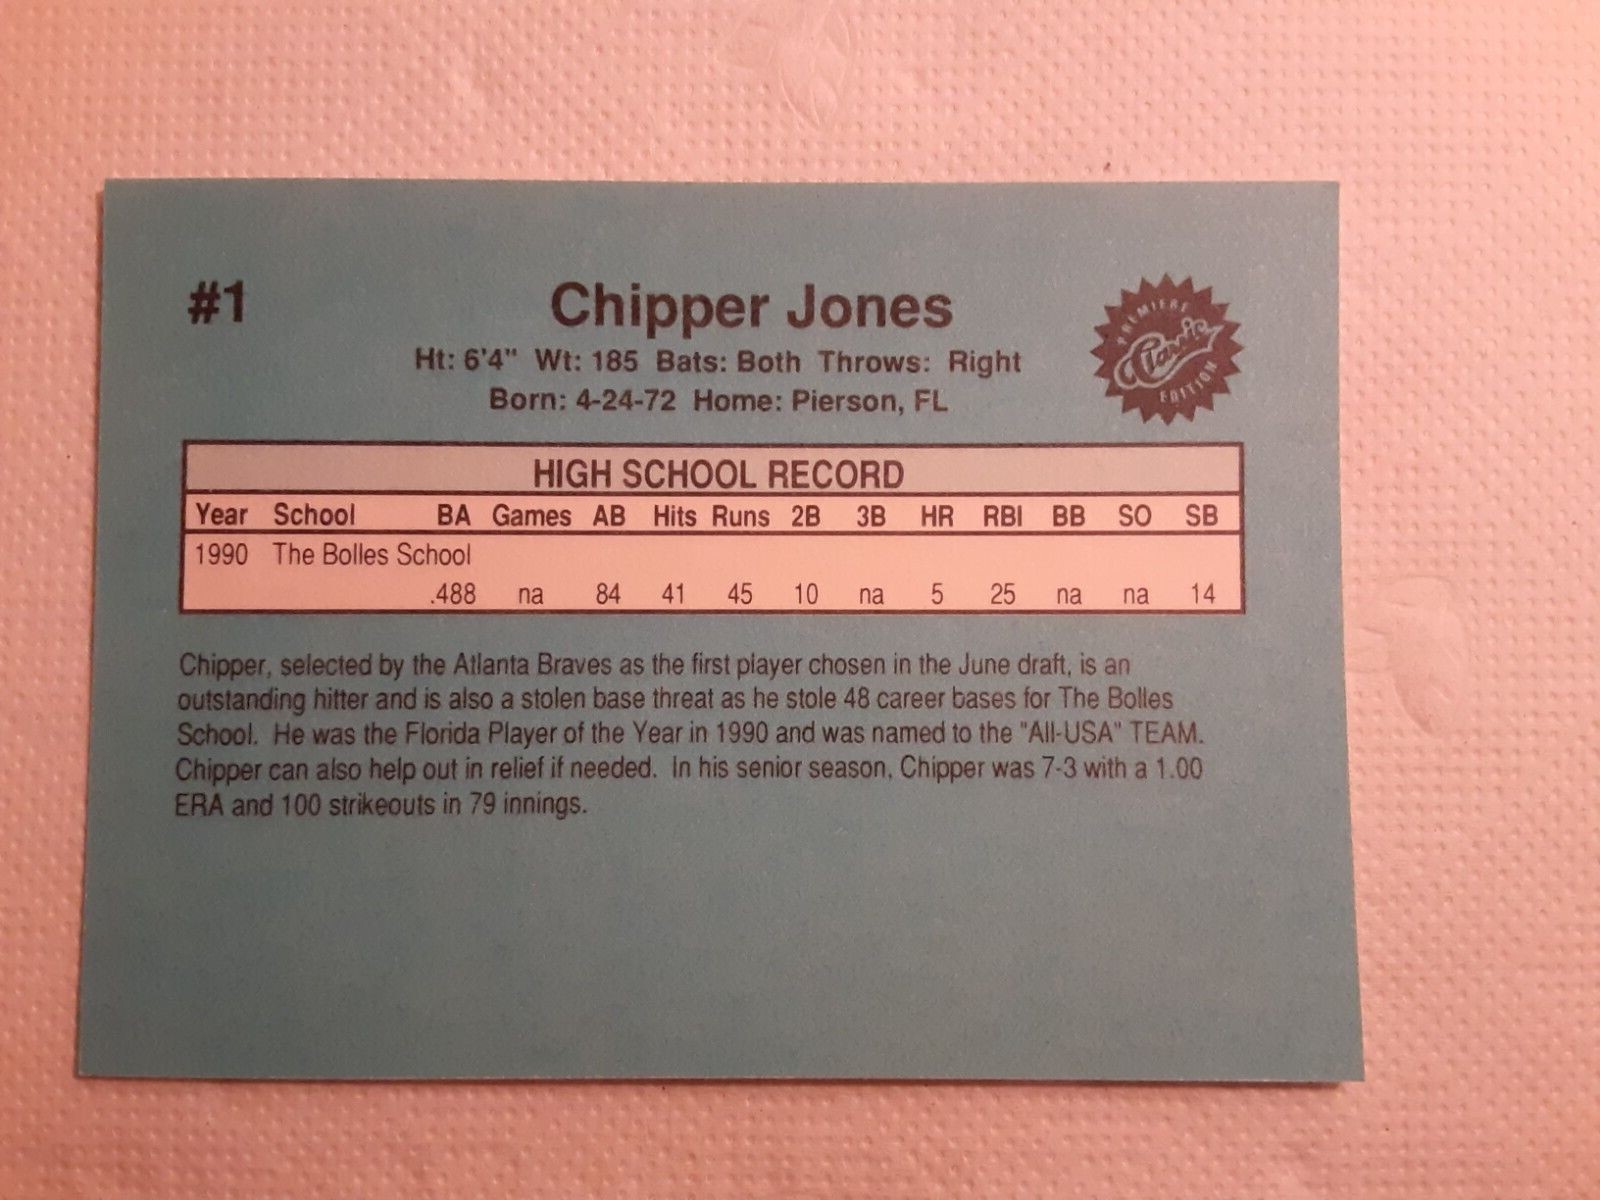 #1
Chipper Jones
PREMIERE
Classic
EDITION
Ht: 6'4" Wt: 185 Bats: Both Throws: Right
Born: 4-24-72 Home: Pierson, FL
HIGH SCHOOL RECORD
Year School BA Games AB Hits Runs 2B 3B HR RBI BB SO SB
1990 The Bolles School
.488 na 84 41 45 10 na 5 25 na na 14
Chipper, selected by the Atlanta Braves as the first player chosen in the June draft, is an
outstanding hitter and is also a stolen base threat as he stole 48 career bases for The Bolles
School. He was the Florida Player of the Year in 1990 and was named to the "All-USA" TEAM.
Chipper can also help out in relief if needed. In his senior season, Chipper was 7-3 with a 1.00
ERA and 100 strikeouts in 79 innings.